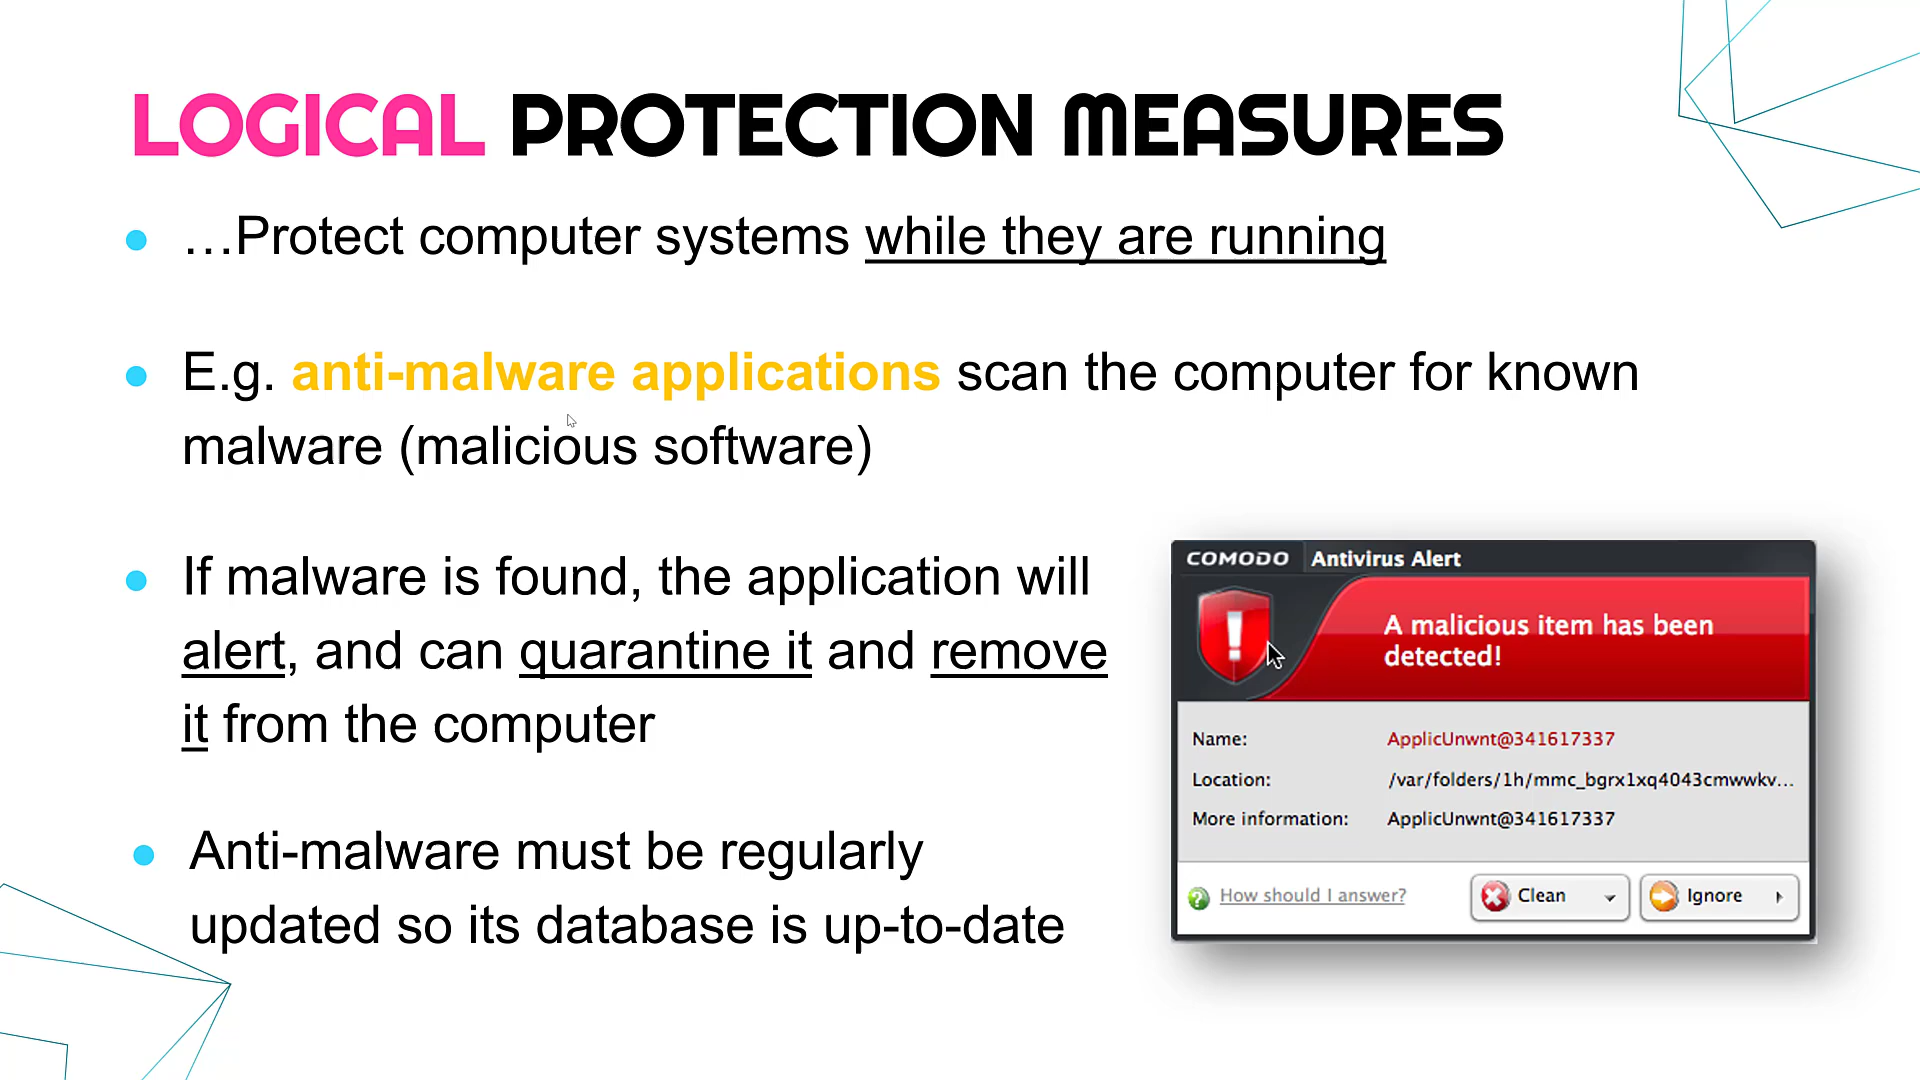 LOGICAL PROTECTION MEASURES
● …Protect computer systems while they are running
● E.g. anti-malware applications scan the computer for known
malware (malicious software)
● If malware is found, the application will
alert, and can quarantine it and remove
it from the computer
● Anti-malware must be regularly
updated so its database is up-to-date
COMODO Antivirus Alert
A malicious item has been
detected!
Name: ApplicUnwnt@341617337
Location: /var/folders/1h/mmc_bgrx1xq4043cmwwkv...
More information: ApplicUnwnt@341617337
How should I answer? Clean Ignore